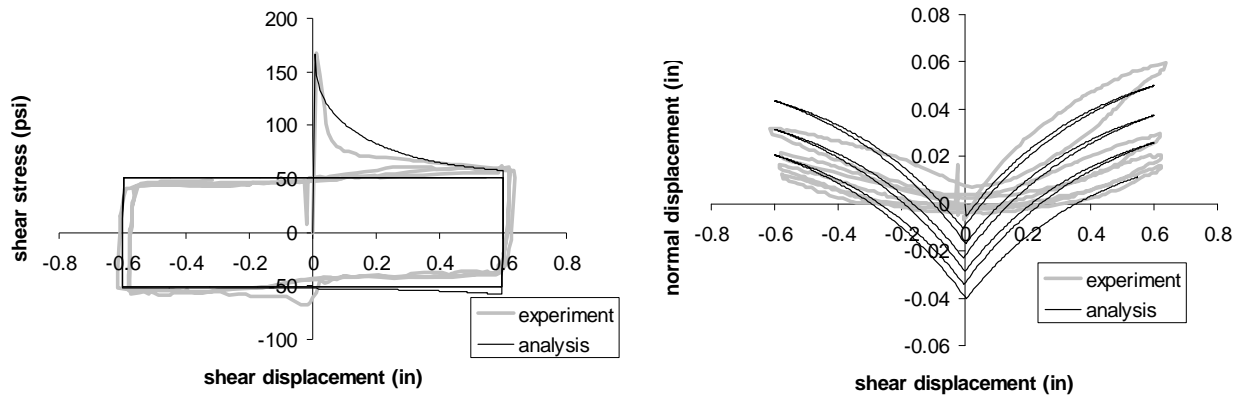 200
150
100
50
0
50
-100
-0.8 -0.6 -0.4 -0.2 0 0.2 0.4 0.6 0.8
shear stress (psi)
shear displacement (in)
experiment
analysis
0.08
0.06
0.04
0.02
0
-0.02
-0.04
-0.06
-0.8 -0.6 -0.4 -0.2 0 0.2 0.4 0.6 0.8
normal displacement (in)
shear displacement (in)
experiment
analysis